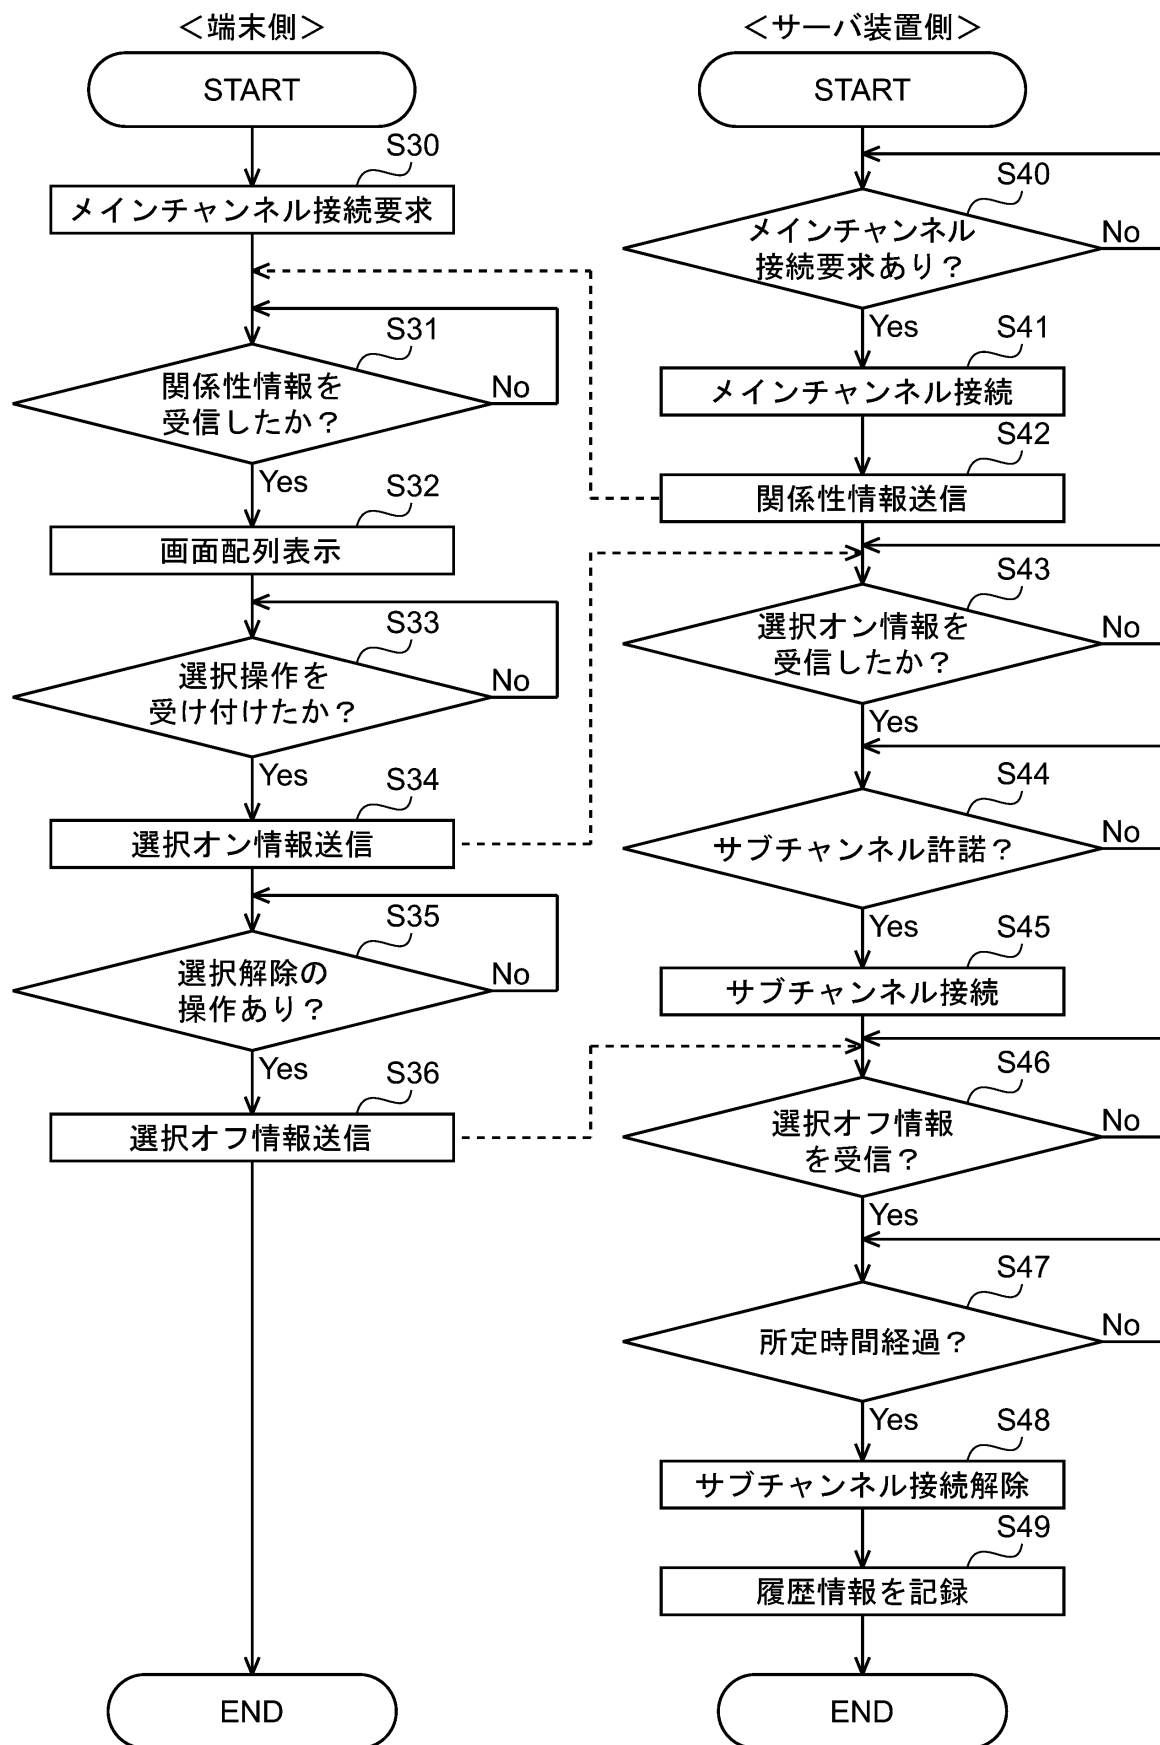 ＜端末側＞
START
S30
メインチャンネル接続要求
S31
関係性情報を
受信したか？
No
Yes
S32
画面配列表示
S33
選択操作を
受け付けたか？
No
Yes
S34
選択オン情報送信
S35
選択解除の
操作あり？
No
Yes
S36
選択オフ情報送信
END
＜サーバ装置側＞
START
S40
メインチャンネル
接続要求あり？
No
Yes
S41
メインチャンネル接続
S42
関係性情報送信
S43
選択オン情報を
受信したか？
No
Yes
S44
サブチャンネル許諾？
No
Yes
S45
サブチャンネル接続
S46
選択オフ情報
を受信？
No
Yes
S47
所定時間経過？
No
Yes
S48
サブチャンネル接続解除
S49
履歴情報を記録
END